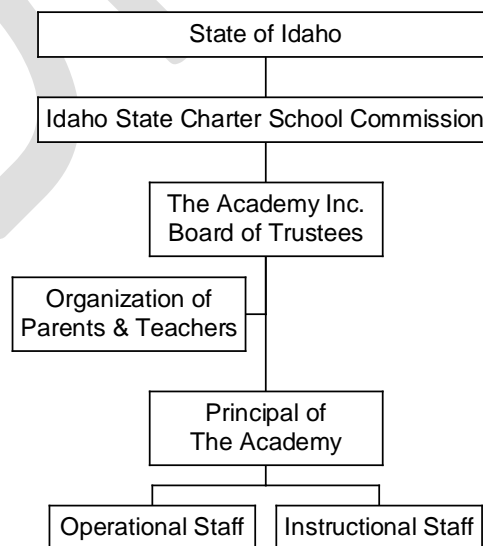 State of Idaho
Idaho State Charter School Commission
The Academy Inc.
Board of Trustees
Organization of
Parents & Teachers
Principal of
The Academy
Operational Staff
Instructional Staff